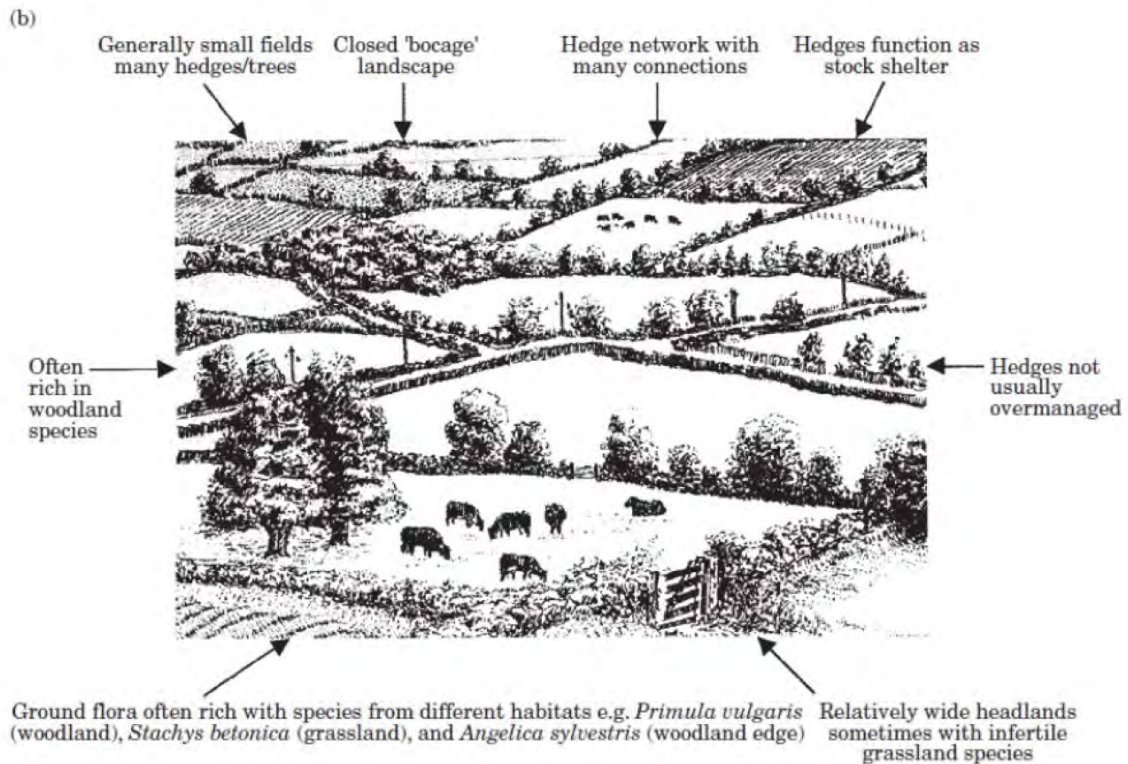 (b)
Generally small fields
many hedges/trees
Closed 'bocage'
landscape
Hedge network with
many connections
Hedges function as
stock shelter
Often
rich in
woodland
species
Hedges not
usually
overmanaged
Ground flora often rich with species from different habitats e.g. Primula vulgaris
(woodland), Stachys betonica (grassland), and Angelica sylvestris (woodland edge)
Relatively wide headlands
sometimes with infertile
grassland species